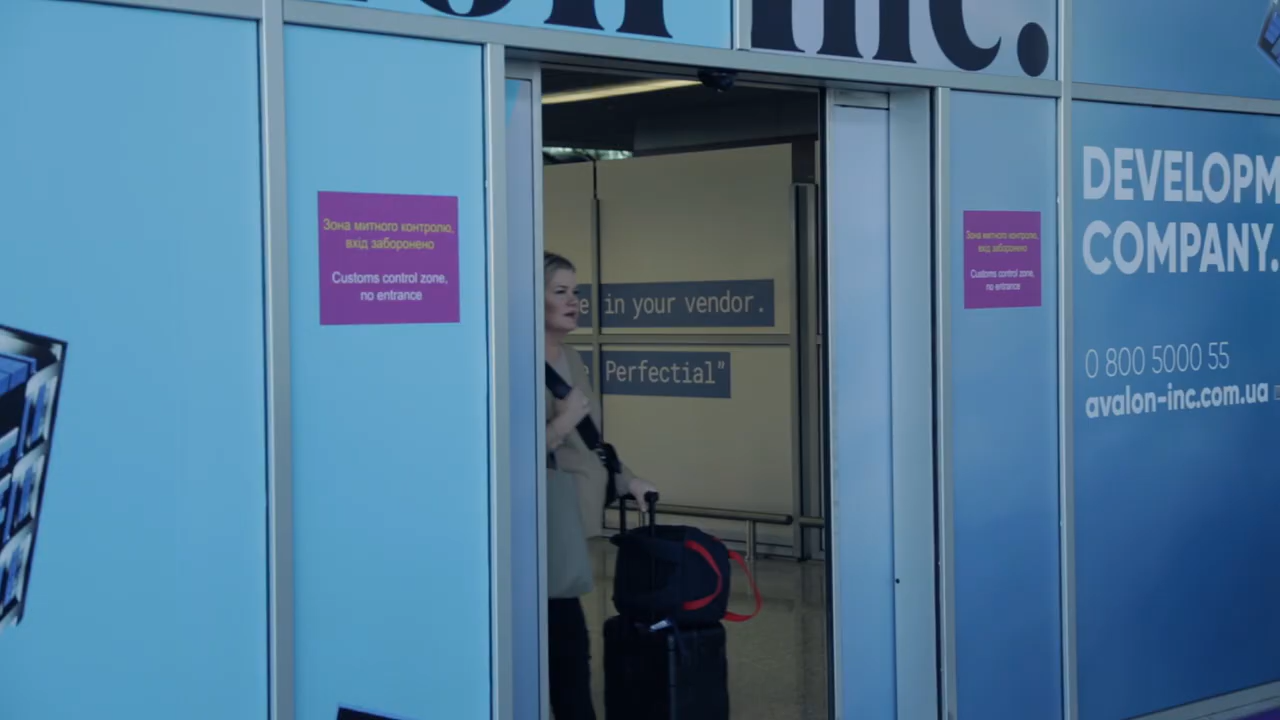 on inc.
Зона митного контролю,
вхід заборонено
Customs control zone,
no entrance
e in your vendor.
Perfectial"
Зона митного контролю,
вхід заборонено
Customs control zone,
no entrance
DEVELOPM
COMPANY.
0 800 5000 55
avalon-inc.com.ua